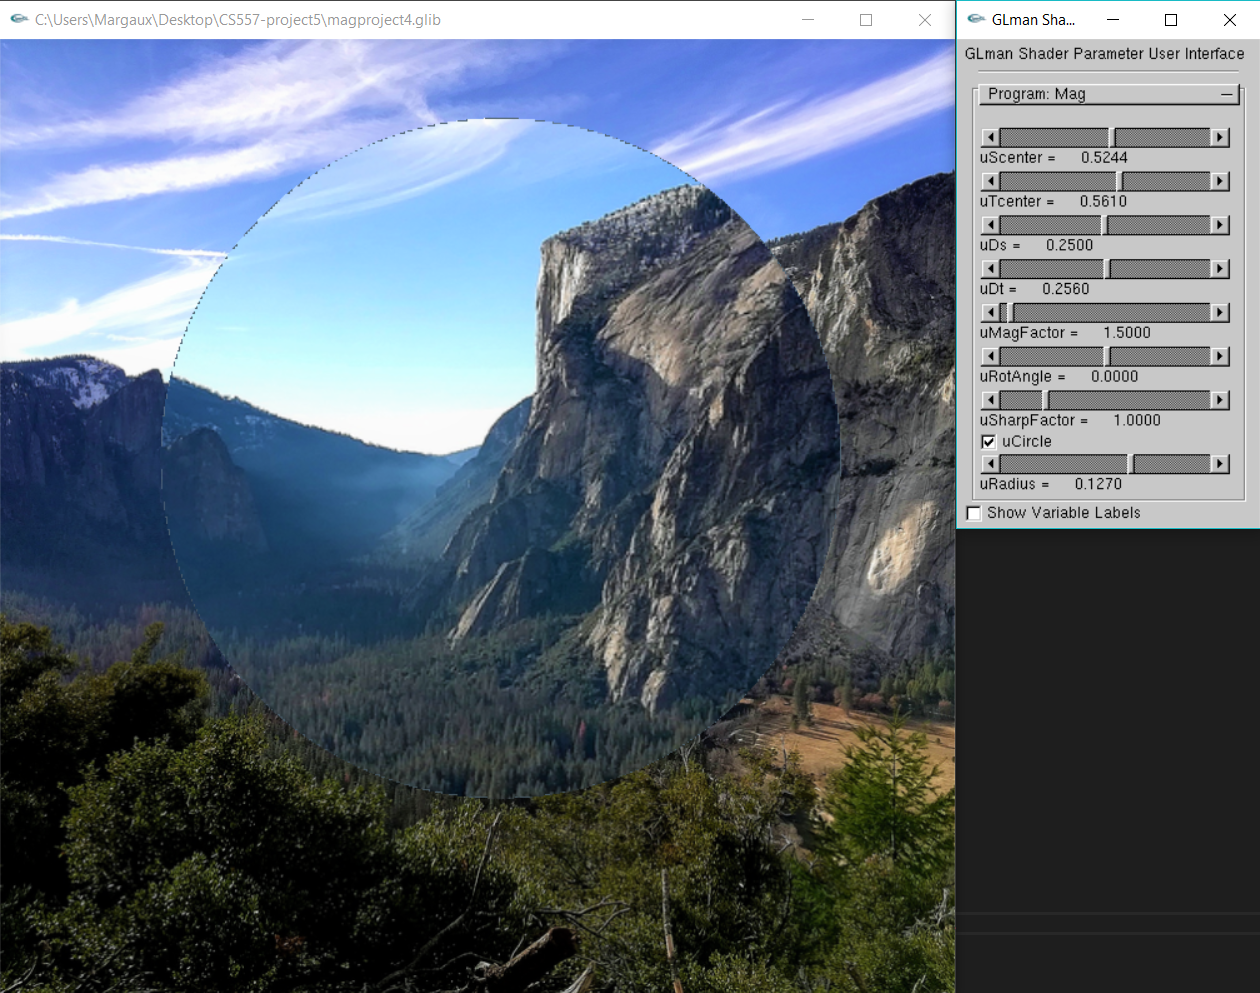 C:\Users\Margaux\Desktop\CS557-project5\magproject4.glib
GLman Sha...
GLman Shader Parameter User Interface
Program: Mag
uScenter = 0.5244
uTcenter = 0.5610
uDs = 0.2500
uDt = 0.2560
uMagFactor = 1.5000
uRotAngle = 0.0000
uSharpFactor = 1.0000
uCircle
uRadius = 0.1270
Show Variable Labels